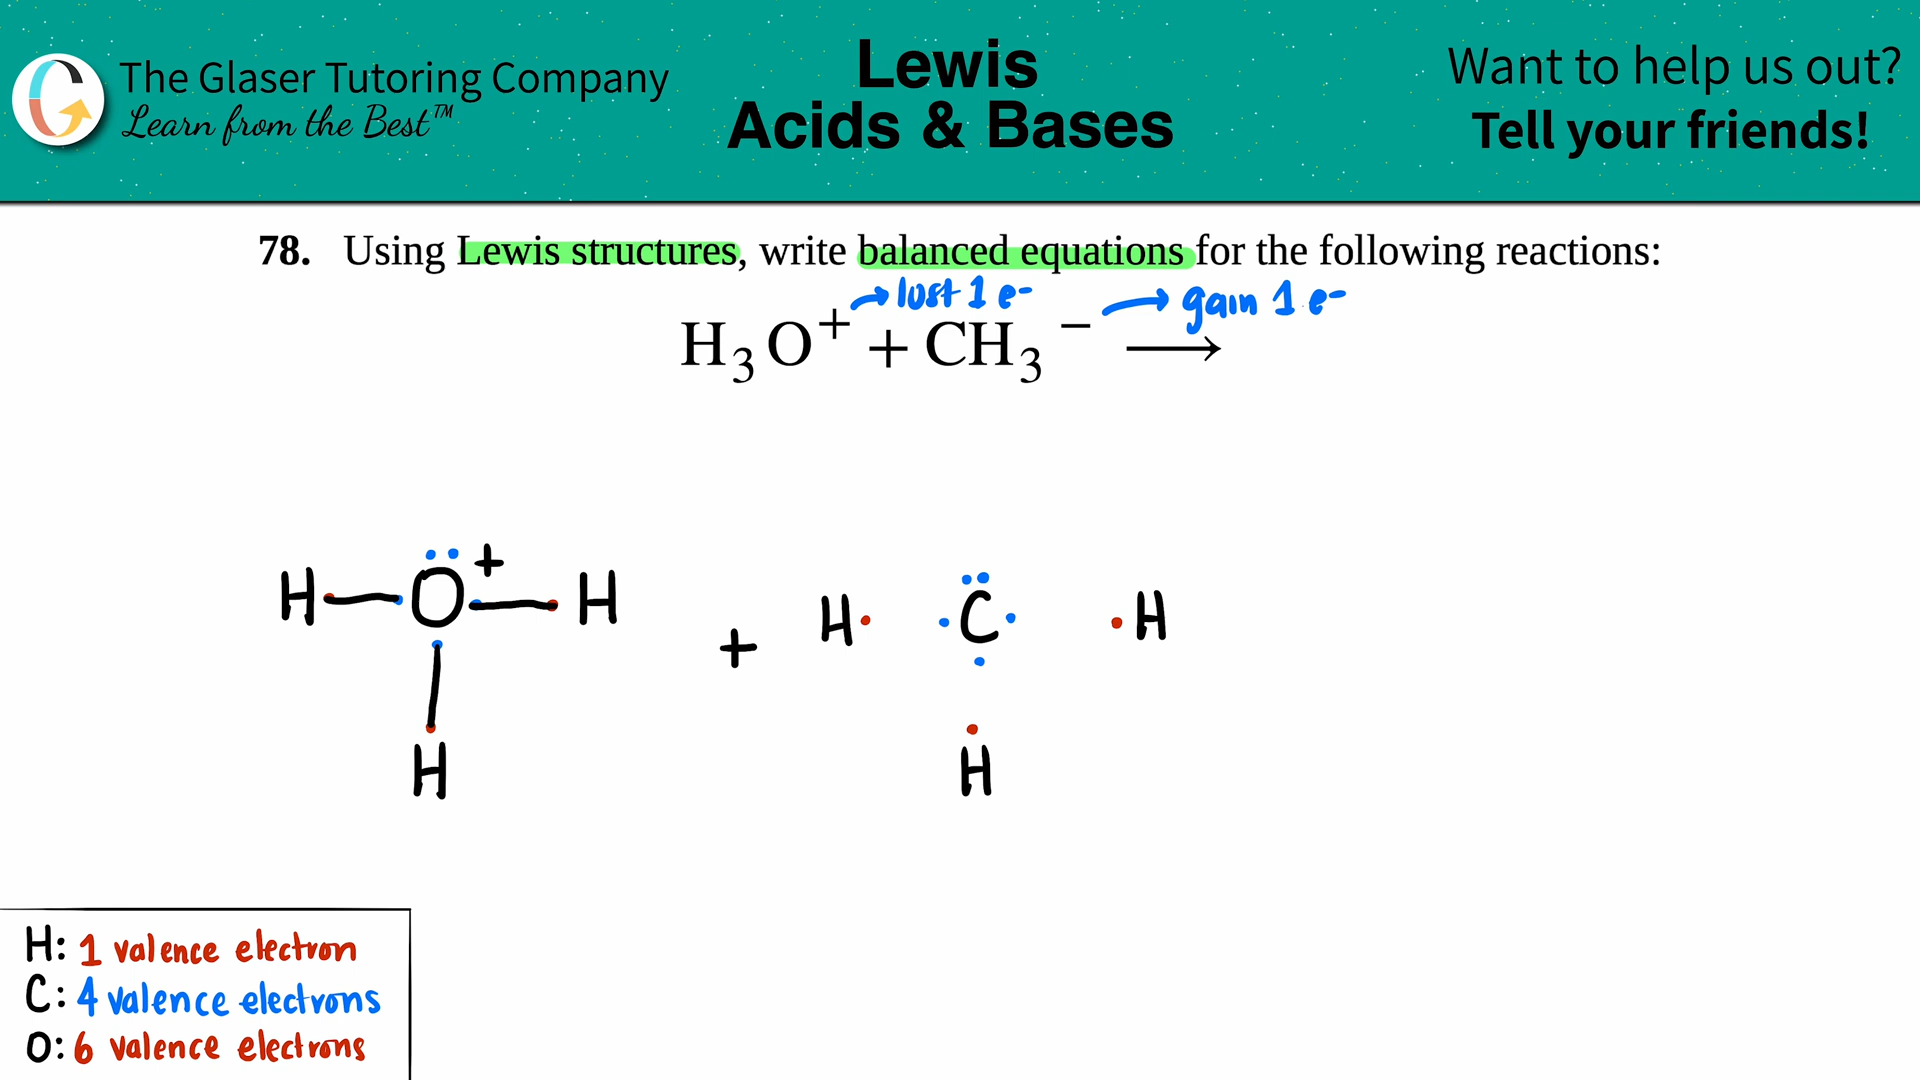 The Glaser Tutoring Company
Learn from the Best™
Lewis
Acids & Bases
Want to help us out?
Tell your friends!
78. Using Lewis structures, write balanced equations for the following reactions:
→ lost 1 e⁻ → gain 1 e⁻
H₃O⁺ + CH₃⁻ ⟶
H—Ö⁺—H + H· ·C̈· ·H
H H
H: 1 valence electron
C: 4 valence electrons
O: 6 valence electrons